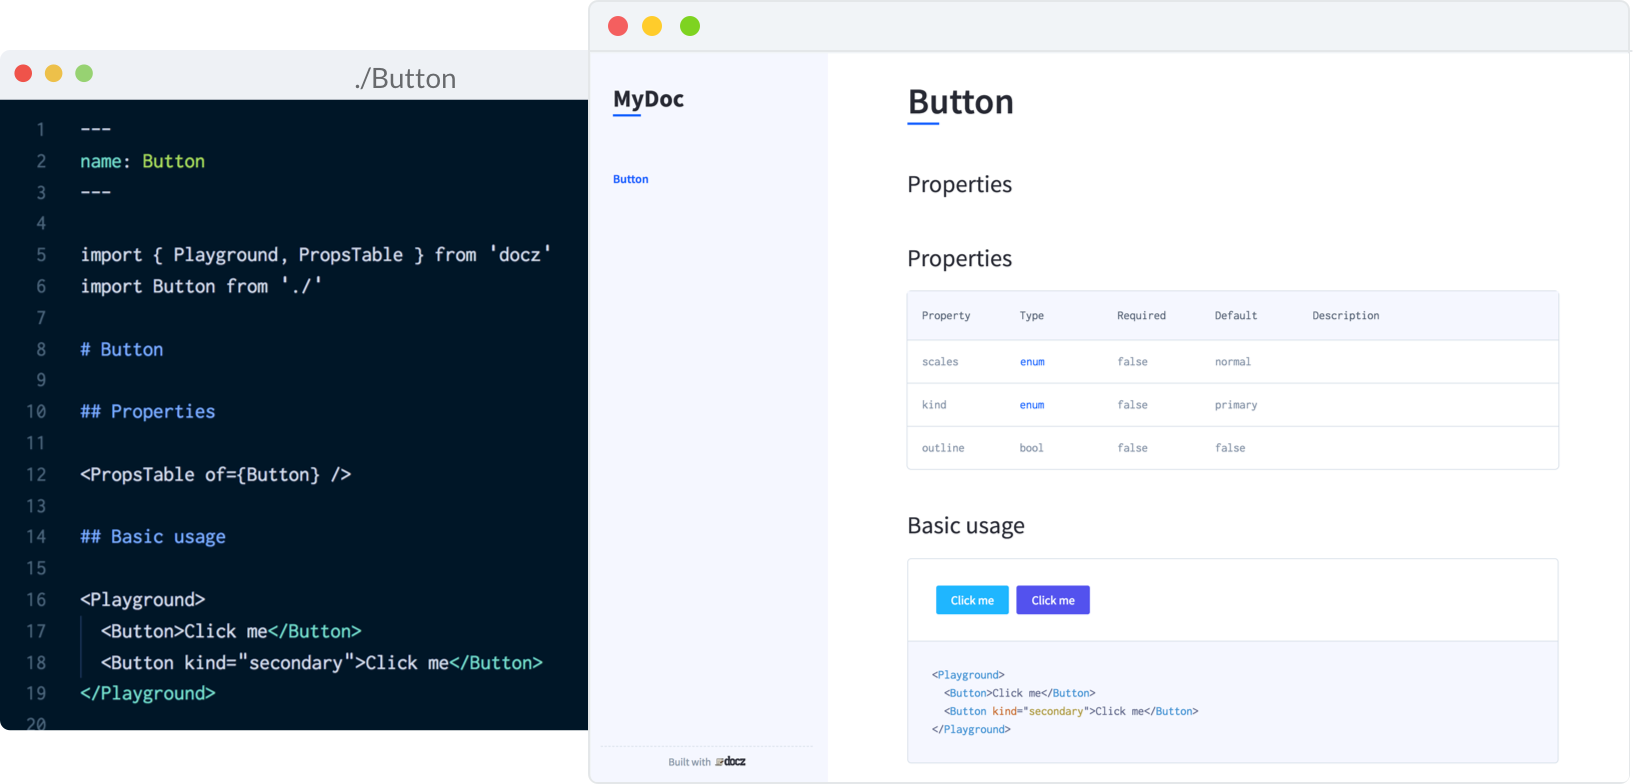 ./Button
1 ---
2 name: Button
3 ---
4
5 import { Playground, PropsTable } from 'docz'
6 import Button from './'
7
8 # Button
9
10 ## Properties
11
12 <PropsTable of={Button} />
13
14 ## Basic usage
15
16 <Playground>
17 <Button>Click me</Button>
18 <Button kind="secondary">Click me</Button>
19 </Playground>
20
MyDoc
Button
Built with docz
Button
Properties
Properties
Property Type Required Default Description
scales enum false normal
kind enum false primary
outline bool false false
Basic usage
Click me Click me
<Playground>
<Button>Click me</Button>
<Button kind="secondary">Click me</Button>
</Playground>